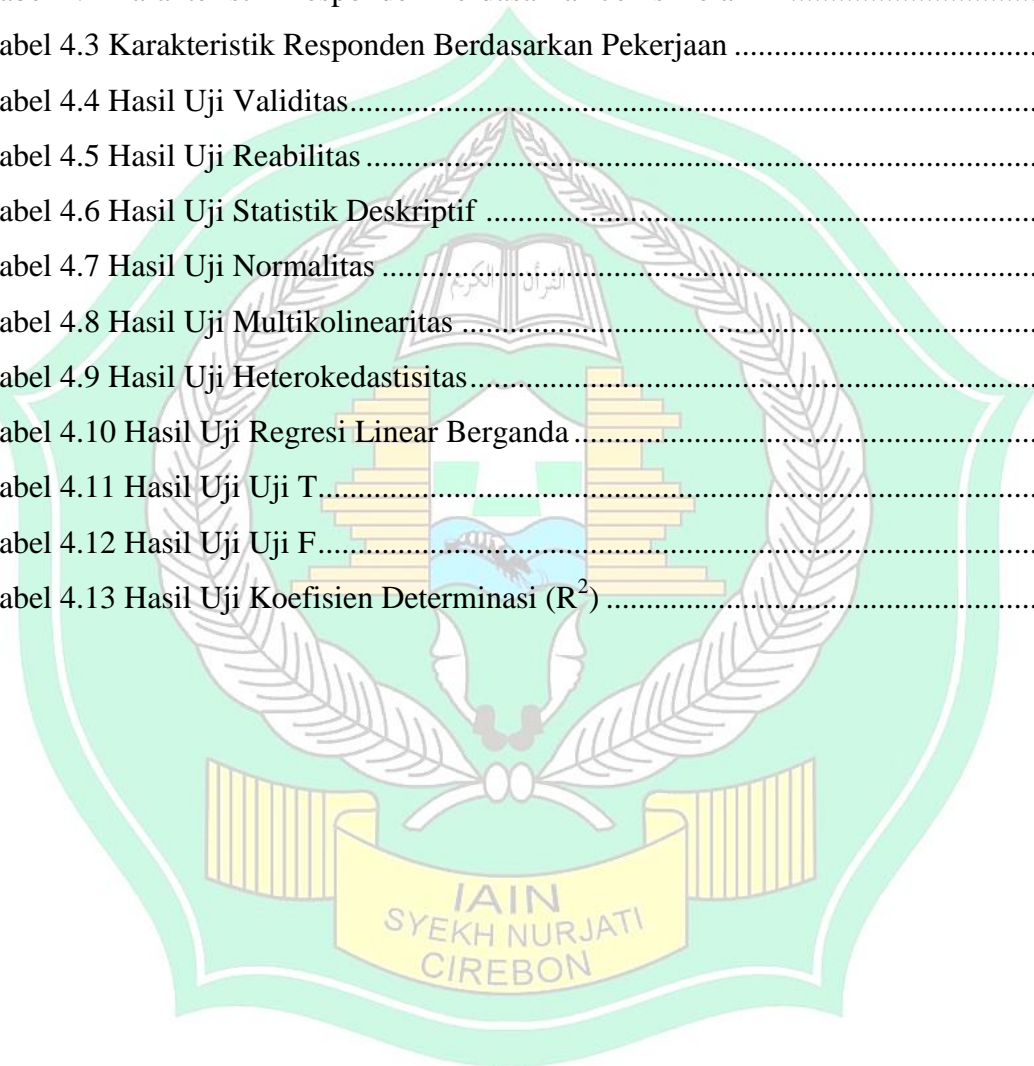 abel 4.3 Karakteristik Responden Berdasarkan Pekerjaan ....................................
abel 4.4 Hasil Uji Validitas....................................
abel 4.5 Hasil Uji Reabilitas ....................................
abel 4.6 Hasil Uji Statistik Deskriptif ....................................
abel 4.7 Hasil Uji Normalitas ....................................
القرآن الكريم
abel 4.8 Hasil Uji Multikolinearitas ....................................
abel 4.9 Hasil Uji Heterokedastisitas....................................
abel 4.10 Hasil Uji Regresi Linear Berganda ....................................
abel 4.11 Hasil Uji Uji T....................................
abel 4.12 Hasil Uji Uji F....................................
abel 4.13 Hasil Uji Koefisien Determinasi (R²) ....................................
IAIN
SYEKH NURJATI
CIREBON